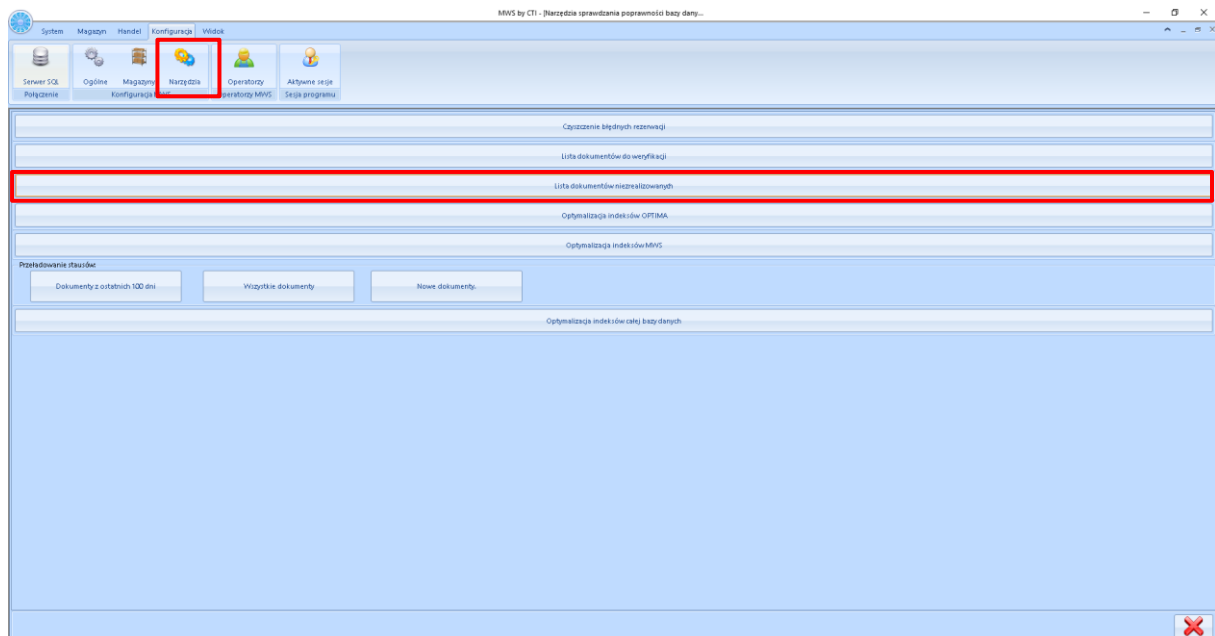 MWS by CTI - [Narzędzia sprawdzania poprawności bazy dany...
System Magazyn Handel Konfiguracja Widok
Serwer SQL Ogólne Magazyny Narzędzia Operatorzy Aktywne sesje
Połączenie Konfiguracja Operatorzy MWS Sesja programu
Czyszczenie błędnych rezerwacji
Lista dokumentów do weryfikacji
Lista dokumentów niezrealizowanych
Optymalizacja indeksów OPTIMA
Optymalizacja indeksów MWS
Przeładowanie stausów:
Dokumenty z ostatnich 100 dni Wszystkie dokumenty Nowe dokumenty.
Optymalizacja indeksów całej bazy danych